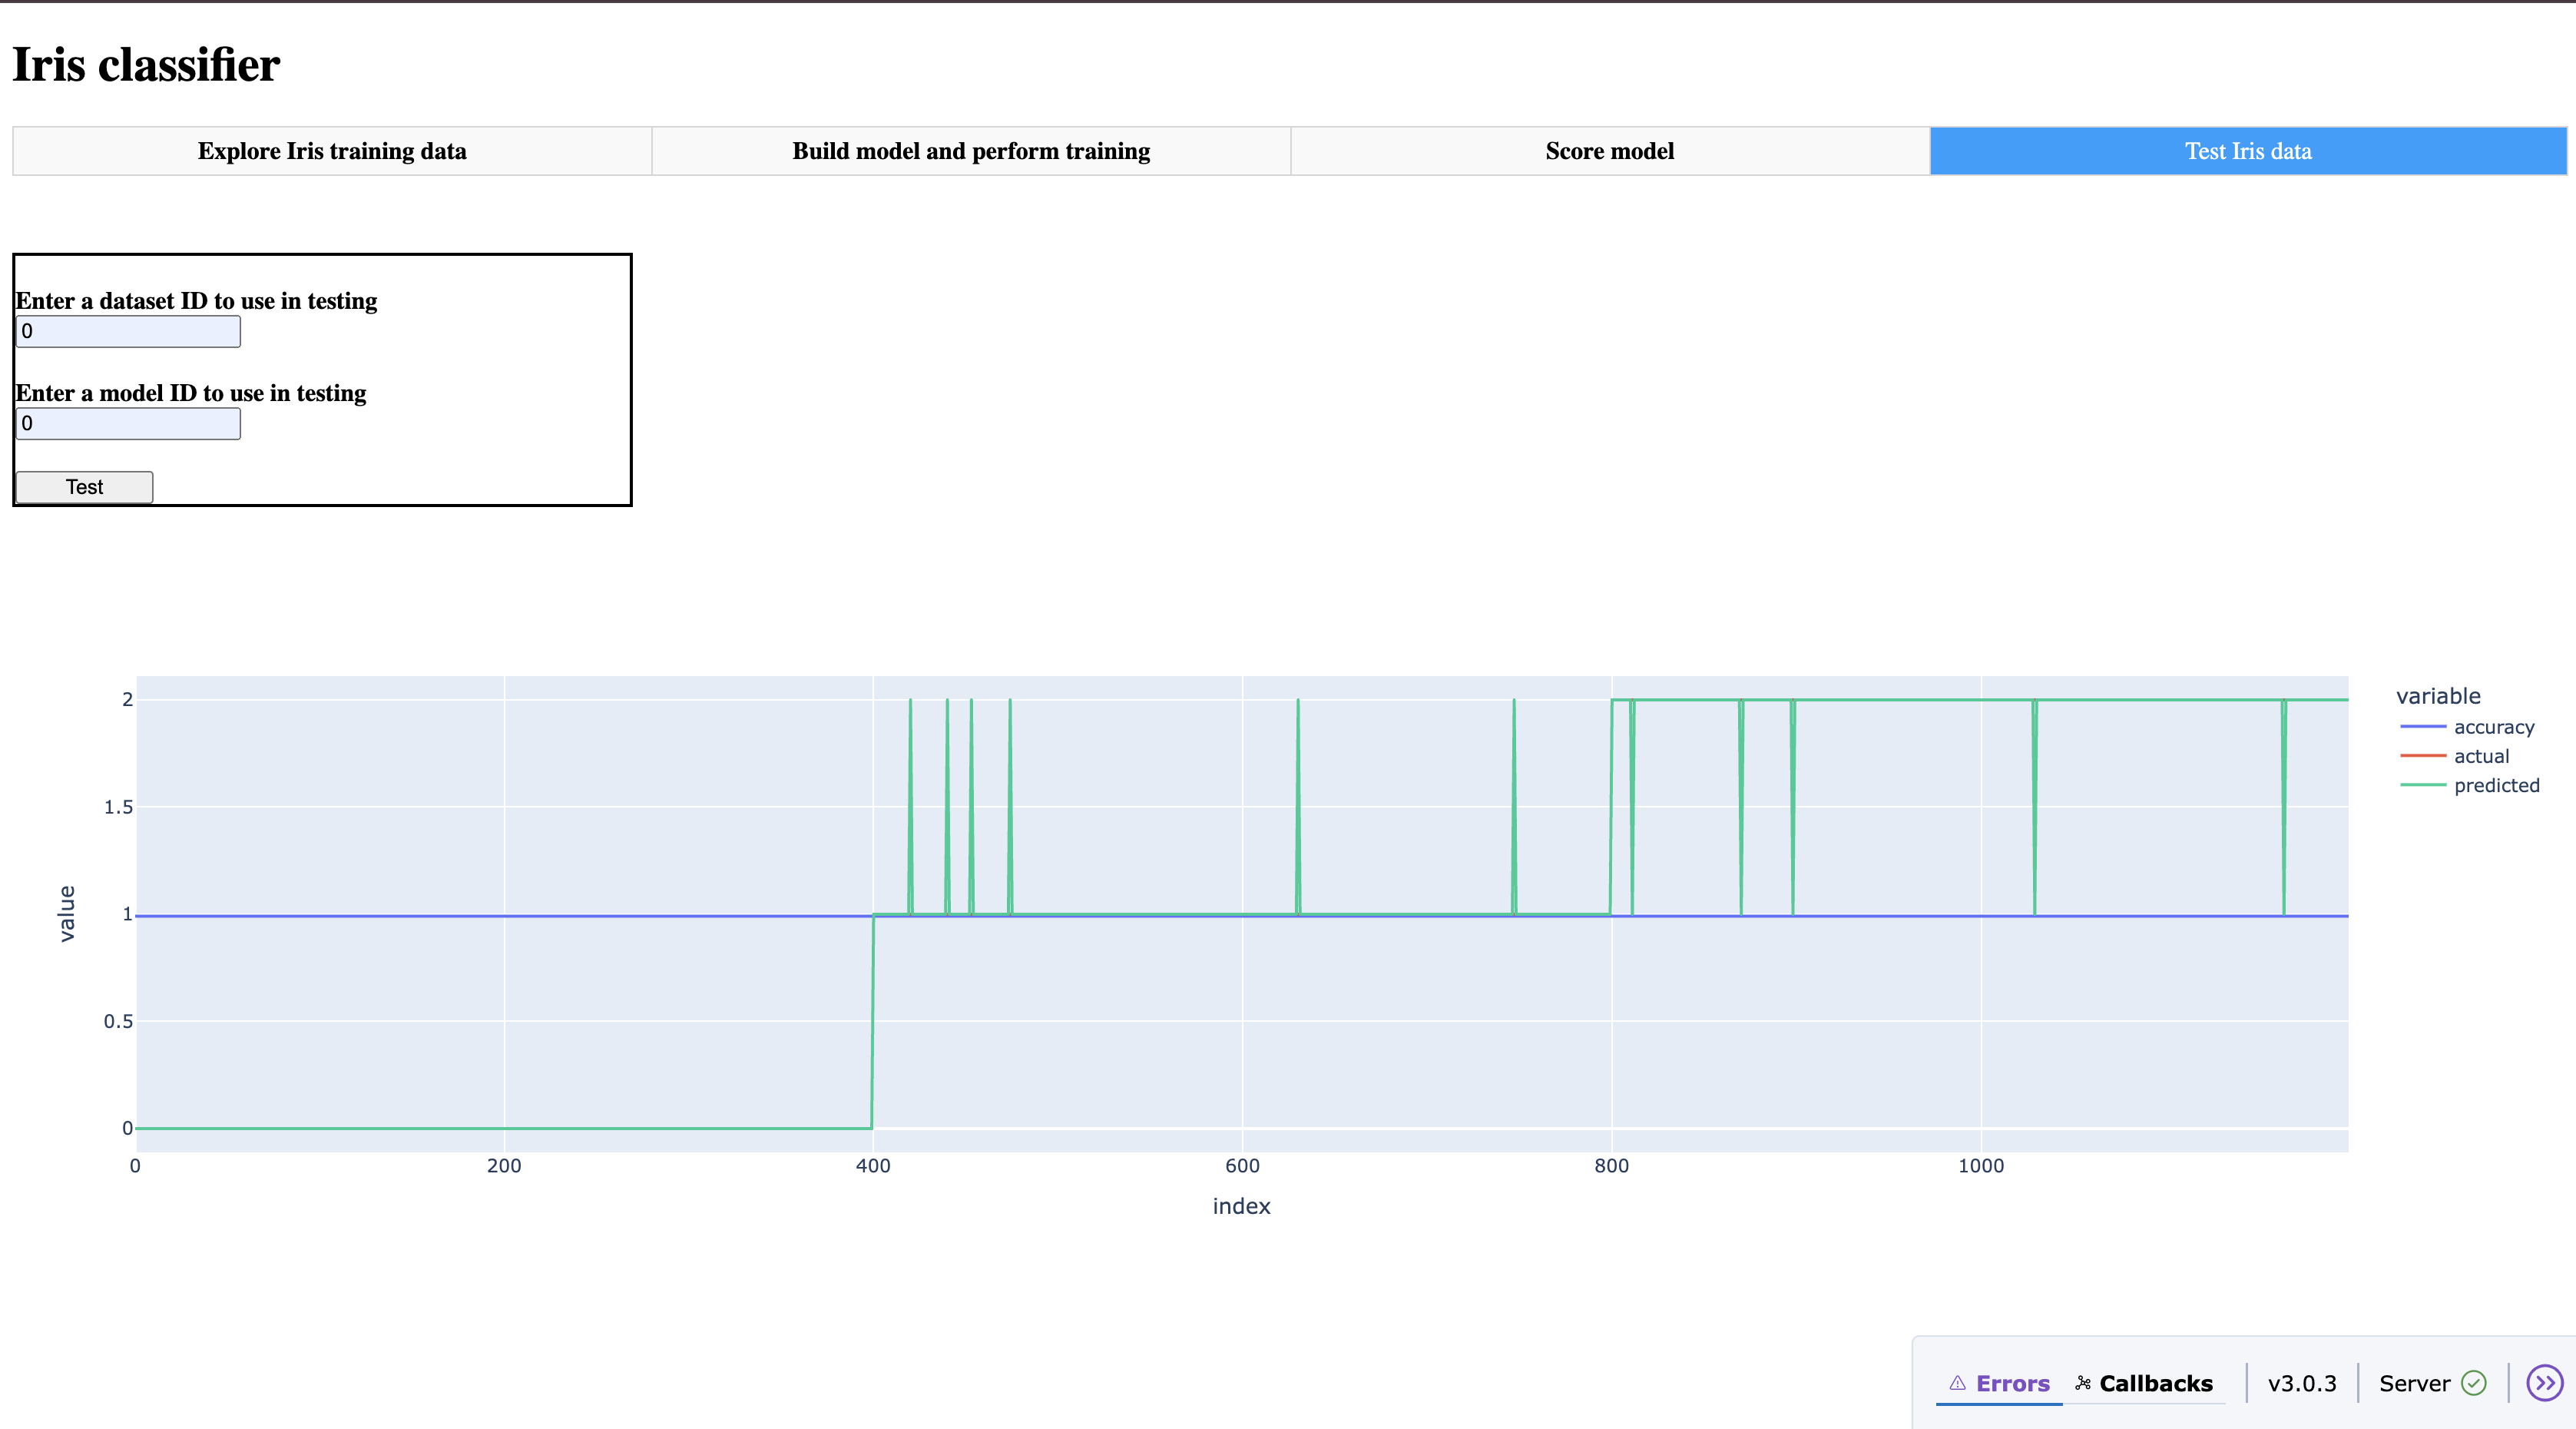 Iris classifier
Explore Iris training data
Build model and perform training
Score model
Test Iris data
Enter a dataset ID to use in testing
0
Enter a model ID to use in testing
0
Test
2
1.5
1
0.5
0
value
0
200
400
600
800
1000
index
variable
accuracy
actual
predicted
Errors
Callbacks
v3.0.3
Server